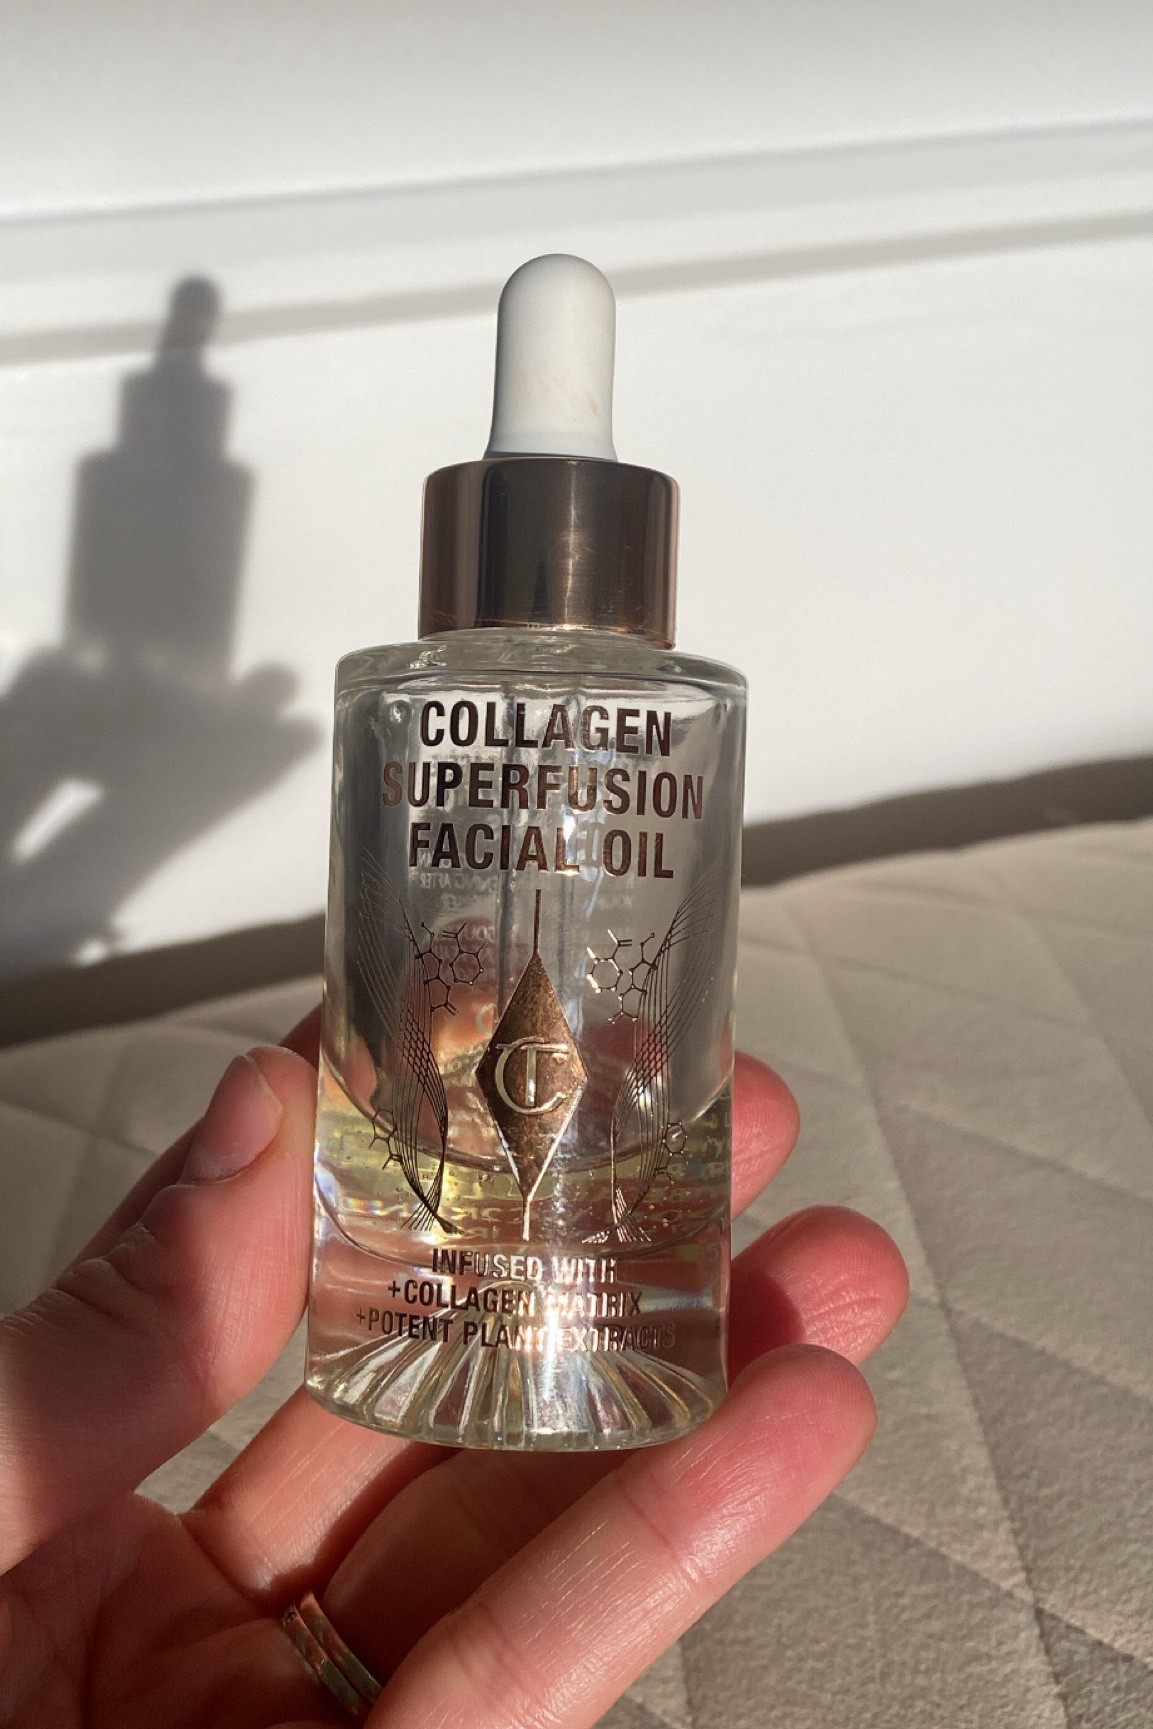 COLLAGEN
SUPERFUSION
FACIAL OIL
CT
INFUSED WITH
+COLLAGEN MATRIX
+POTENT PLANT EXTRACTS